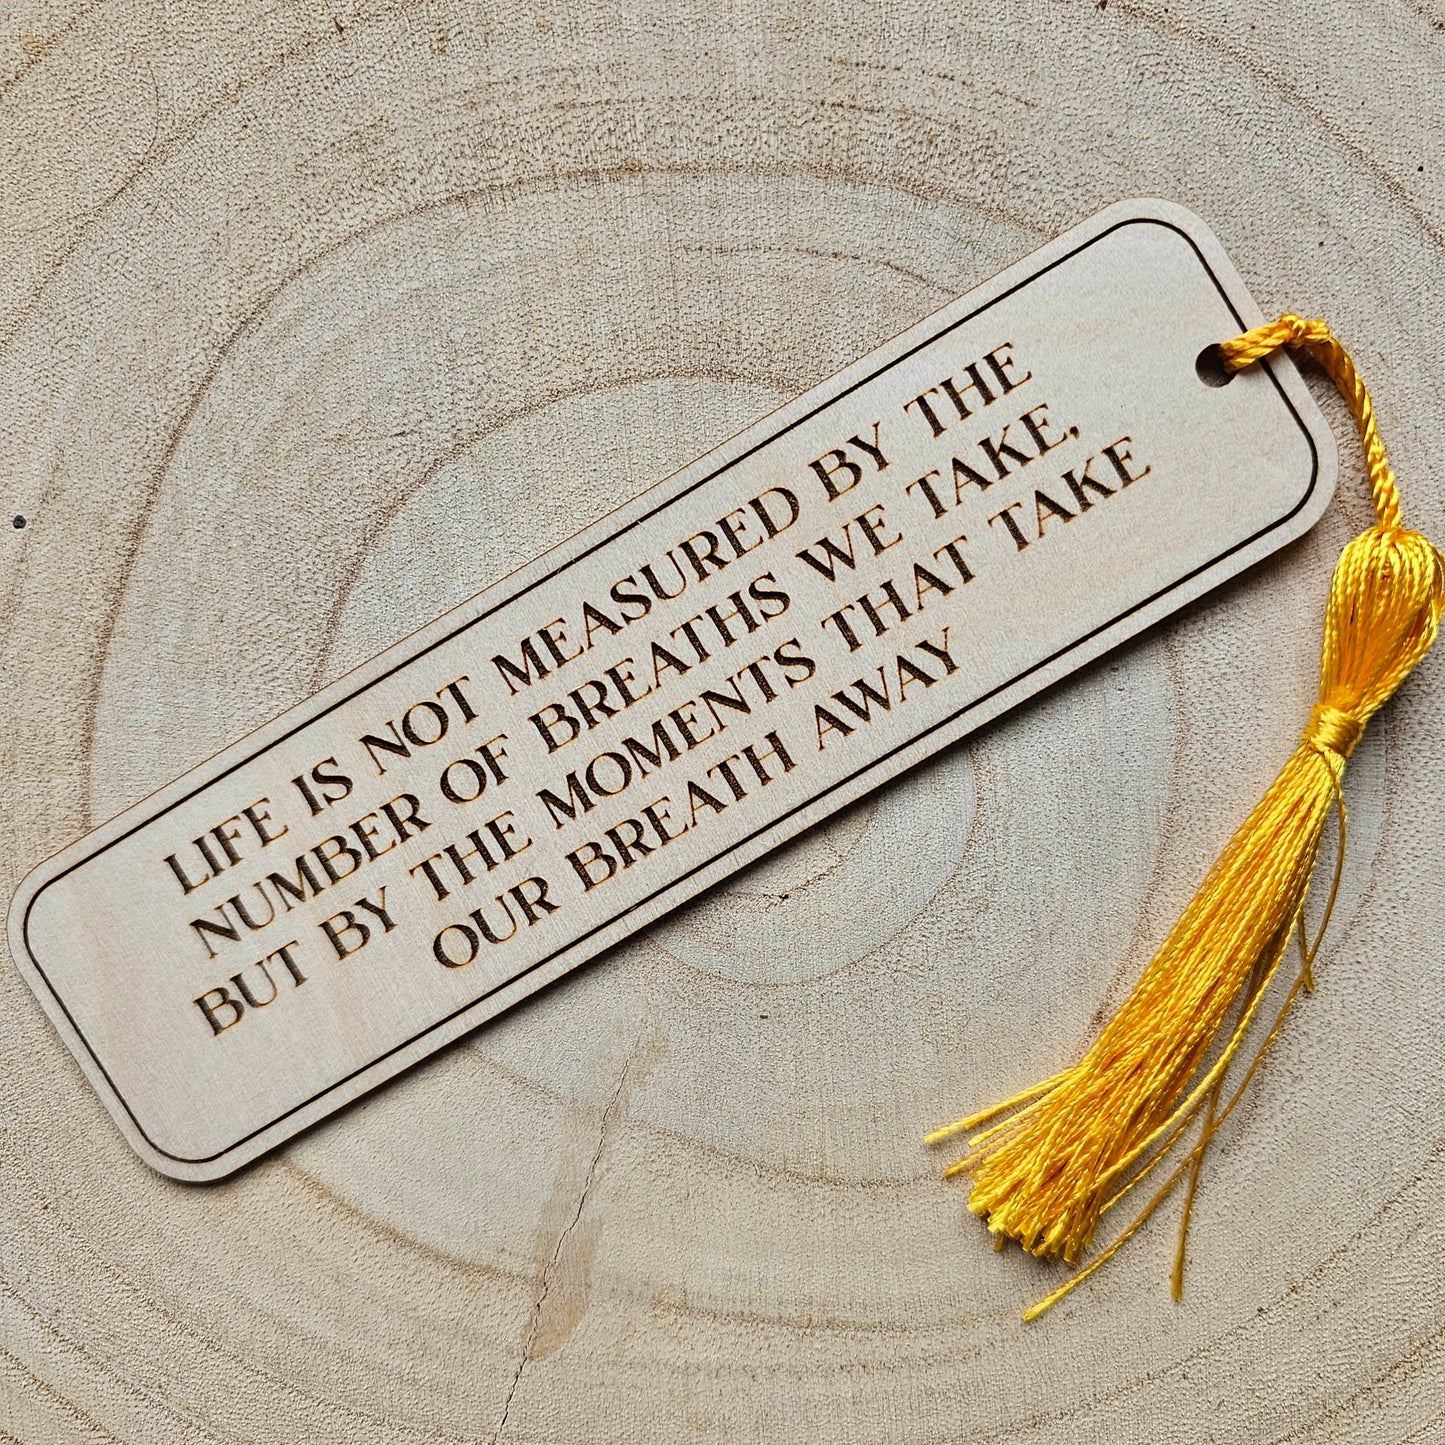 LIFE IS NOT MEASURED BY THE
NUMBER OF BREATHS WE TAKE,
BUT BY THE MOMENTS THAT TAKE
OUR BREATH AWAY